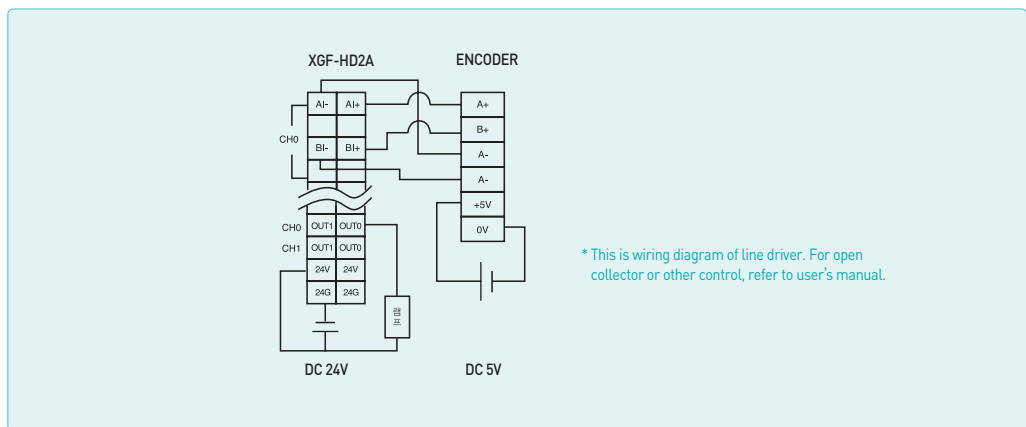 XGF-HD2A
ENCODER
AI- AI+
BI- BI+
CH0
CH0 OUT1 OUT0
CH1 OUT1 OUT0
24V 24V
24G 24G
램
프
DC 24V
A+
B+
A-
A-
+5V
0V
DC 5V
* This is wiring diagram of line driver. For open
collector or other control, refer to user's manual.